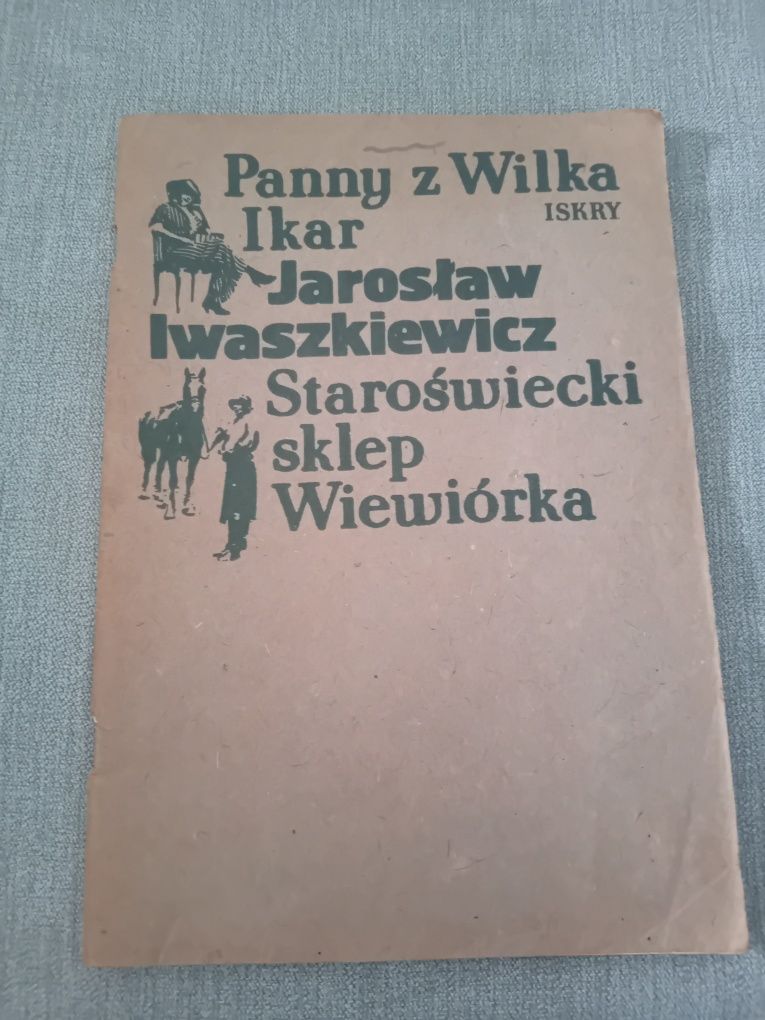 Panny z Wilka
ISKRY
Ikar
Jarosław
Iwaszkiewicz
Staroświecki
sklep
Wiewiórka